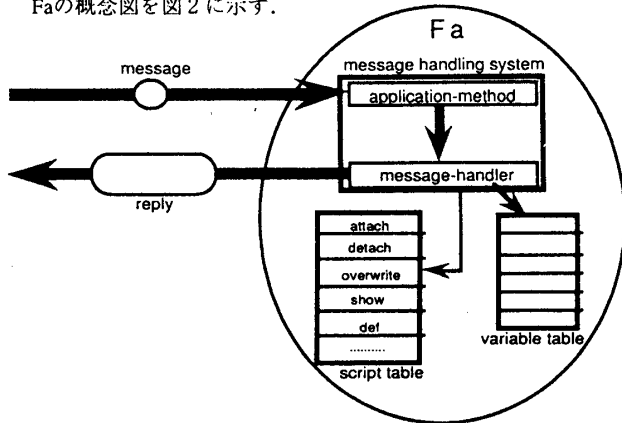 Faの概念図を図2に示す.
Fa
message
message handling system
application-method
message-handler
reply
attach
detach
overwrite
show
def
..........
script table
variable table